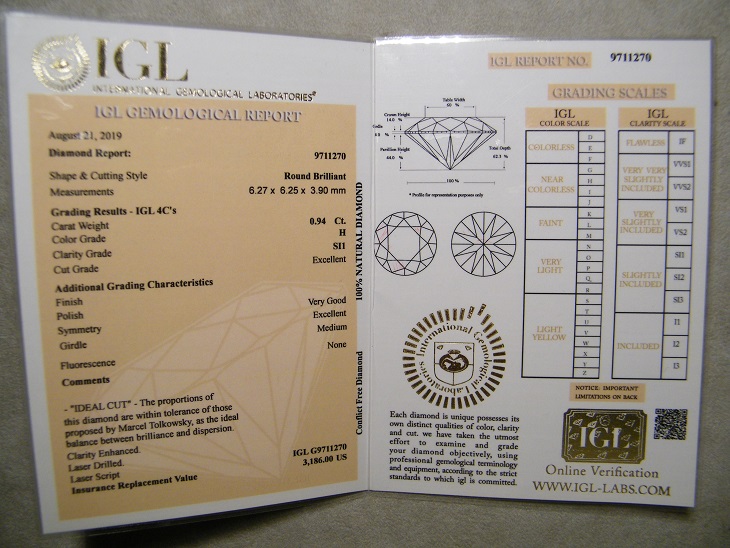 IGL
INTERNATIONAL GEMOLOGICAL LABORATORIES®
IGL GEMOLOGICAL REPORT
August 21, 2019
Diamond Report: 9711270
Shape & Cutting Style Round Brilliant
Measurements 6.27 x 6.25 x 3.90 mm
Grading Results - IGL 4C's
Carat Weight 0.94 Ct.
Color Grade H
Clarity Grade SI1
Cut Grade Excellent
Additional Grading Characteristics
Finish Very Good
Polish Excellent
Symmetry Medium
Girdle None
Fluorescence
Comments
- "IDEAL CUT" - The proportions of
this diamond are within tolerance of those
proposed by Marcel Tolkowsky, as the ideal
balance between brilliance and dispersion.
Clarity Enhanced.
Laser Drilled.
Laser Script IGL G9711270
Insurance Replacement Value 3,186.00 US
100% NATURAL DIAMOND
Conflict Free Diamond
IGL REPORT NO. 9711270
Table Width
61 %
Crown Height
14.0 %
Pavillion Height
44.0 %
Total Depth
62.3 %
100 %
* Profile for representation purposes only
International Gemological Laboratories
Each diamond is unique possesses its
own distinct qualities of color, clarity
and cut. we have taken the utmost
effort to examine and grade
your diamond objectively, using
professional gemological terminology
and equipment, according to the strict
standards to which igl is committed.
GRADING SCALES
IGL
COLOR SCALE
COLORLESS
D
E
F
NEAR
COLORLESS
G
H
I
J
FAINT
K
L
M
VERY
LIGHT
N
O
P
Q
R
LIGHT
YELLOW
S
T
U
V
W
X
Y
Z
IGL
CLARITY SCALE
FLAWLESS
IF
VERY VERY
SLIGHTLY
INCLUDED
VVS1
VVS2
VERY
SLIGHTLY
INCLUDED
VS1
VS2
SLIGHTLY
INCLUDED
SI1
SI2
SI3
INCLUDED
I1
I2
I3
NOTICE: IMPORTANT
LIMITATIONS ON BACK
IGL
Online Verification
WWW.IGL-LABS.COM